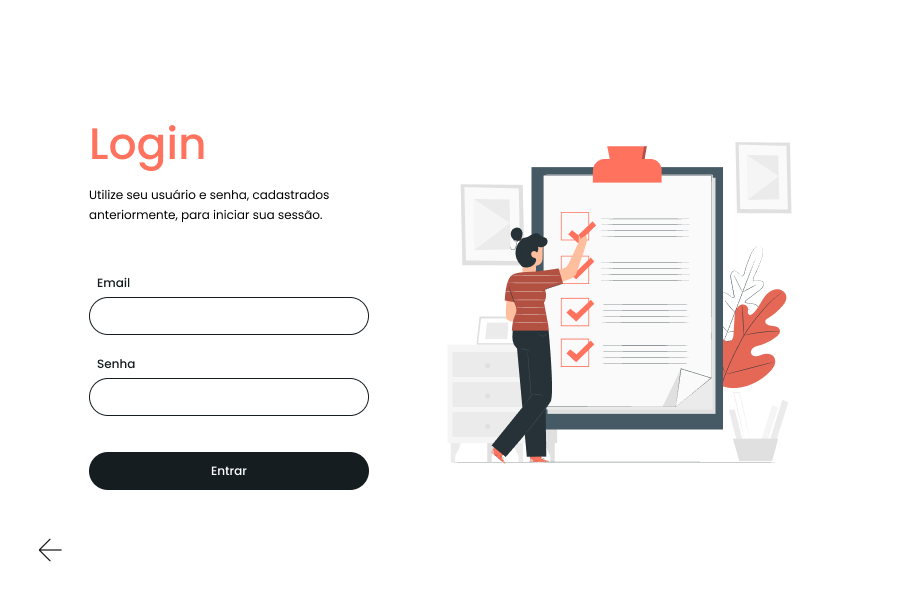 Login
Utilize seu usuário e senha, cadastrados
anteriormente, para iniciar sua sessão.
Email
Senha
Entrar